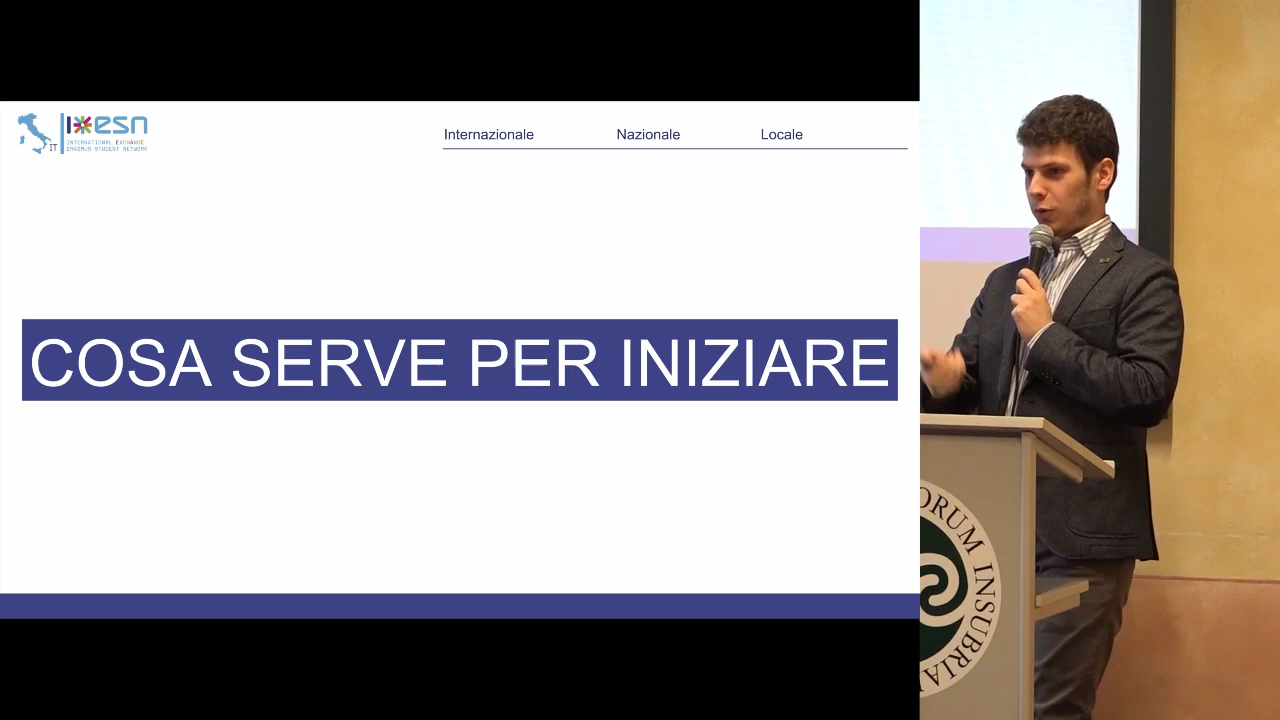 IT
esn
INTERNATIONAL EXCHANGE
ERASMUS STUDENT NETWORK
Internazionale Nazionale Locale
COSA SERVE PER INIZIARE
ORUM INSUBRIA